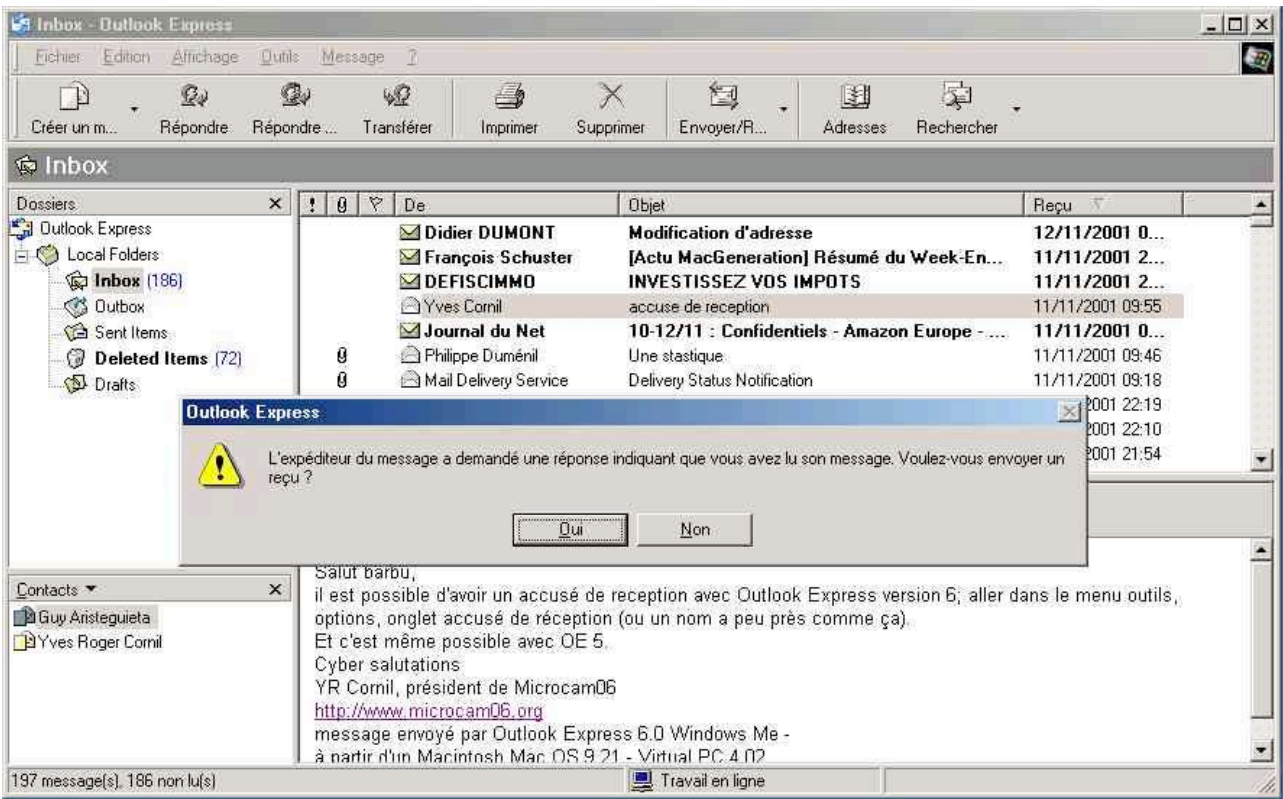 Inbox - Outlook Express
Fichier Edition Affichage Outils Message ?
Créer un m... Répondre Répondre ... Transférer Imprimer Supprimer Envoyer/R... Adresses Rechercher
Inbox
Dossiers
Outlook Express
Local Folders
Inbox (186)
Outbox
Sent Items
Deleted Items (72)
Drafts
! De Objet Reçu
Didier DUMONT Modification d'adresse 12/11/2001 0...
François Schuster [Actu MacGeneration] Résumé du Week-En... 11/11/2001 2...
DEFISCIMMO INVESTISSEZ VOS IMPOTS 11/11/2001 2...
Yves Cornil accuse de reception 11/11/2001 09:55
Journal du Net 10-12/11 : Confidentiels - Amazon Europe - ... 11/11/2001 0...
Philippe Duménil Une stastique 11/11/2001 09:46
Mail Delivery Service Delivery Status Notification 11/11/2001 09:18
2001 22:19
2001 22:10
2001 21:54
Outlook Express
L'expéditeur du message a demandé une réponse indiquant que vous avez lu son message. Voulez-vous envoyer un
reçu ?
Oui Non
Contacts
Guy Aristeguieta
Yves Roger Cornil
Salut barbu,
il est possible d'avoir un accusé de reception avec Outlook Express version 6; aller dans le menu outils,
options, onglet accusé de réception (ou un nom a peu près comme ça).
Et c'est même possible avec OE 5.
Cyber salutations
YR Cornil, président de Microcam06
http://www.microcam06.org
message envoyé par Outlook Express 6.0 Windows Me -
à partir d'un Macintosh Mac OS 9.21 - Virtual PC 4.02
197 message(s), 186 non lu(s) Travail en ligne